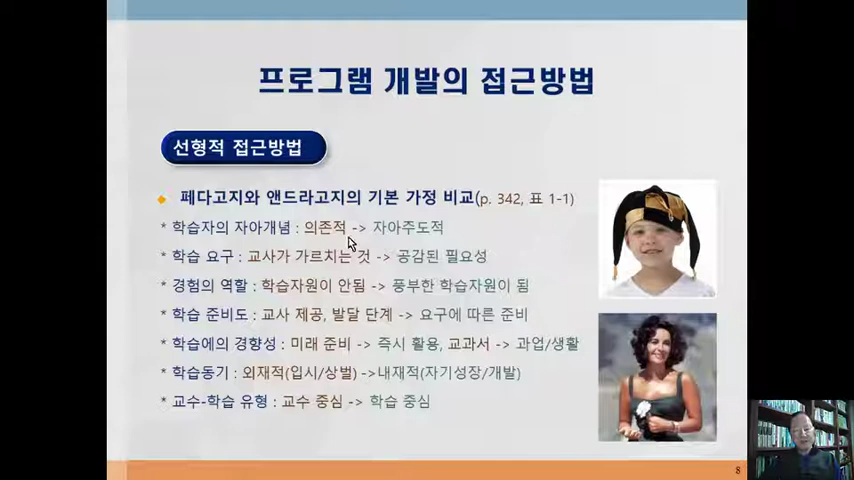 프로그램 개발의 접근방법
선형적 접근방법
페다고지와 앤드라고지의 기본 가정 비교(p. 342, 표 1-1)
* 학습자의 자아개념 : 의존적 -> 자아주도적
* 학습 요구 : 교사가 가르치는 것 -> 공감된 필요성
* 경험의 역할 : 학습자원이 안됨 -> 풍부한 학습자원이 됨
* 학습 준비도 : 교사 제공, 발달 단계 -> 요구에 따른 준비
* 학습에의 경향성 : 미래 준비 -> 즉시 활용, 교과서 -> 과업/생활
* 학습동기 : 외재적(입시/상벌) ->내재적(자기성장/개발)
* 교수-학습 유형 : 교수 중심 -> 학습 중심
8